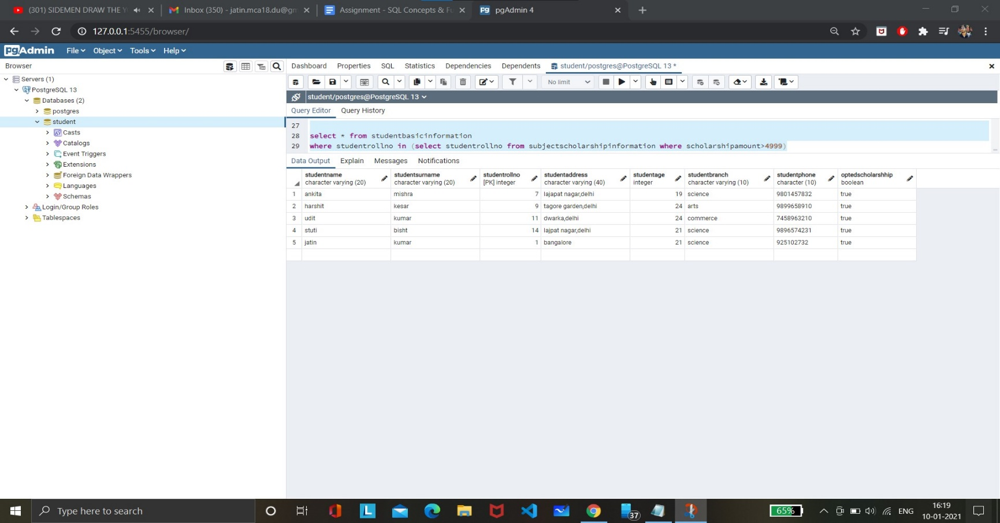 (301) SIDEMEN DRAW THE Y
Inbox (350) - jatin.mca18.du@gm
Assignment - SQL Concepts & Fu
pgAdmin 4
127.0.0.1:5455/browser/
pgAdmin File Object Tools Help
Browser
Dashboard Properties SQL Statistics Dependencies Dependents student/postgres@PostgreSQL 13 *
Servers (1)
PostgreSQL 13
Databases (2)
postgres
student
Casts
Catalogs
Event Triggers
Extensions
Foreign Data Wrappers
Languages
Schemas
Login/Group Roles
Tablespaces
No limit
student/postgres@PostgreSQL 13
Query Editor Query History
27
28 select * from studentbasicinformation
29 where studentrollno in (select studentrollno from subjectscholarshipinformation where scholarshipamount>4999)
Data Output Explain Messages Notifications
studentname studentsurname studentrollno studentaddress studentage studentbranch studentphone optedscholarshhip
character varying (20) character varying (20) [PK] integer character varying (40) integer character varying (10) character (10) boolean
1 ankita mishra 7 lajapat nagar,delhi 19 science 9801457832 true
2 harshit kesar 9 tagore garden,delhi 24 arts 9899658910 true
3 udit kumar 11 dwarka,delhi 24 commerce 7458963210 true
4 stuti bisht 14 lajpat nagar,delhi 21 science 9896574231 true
5 jatin kumar 1 bangalore 21 science 925102732 true
Type here to search
L
37
65%
ENG
16:19
10-01-2021